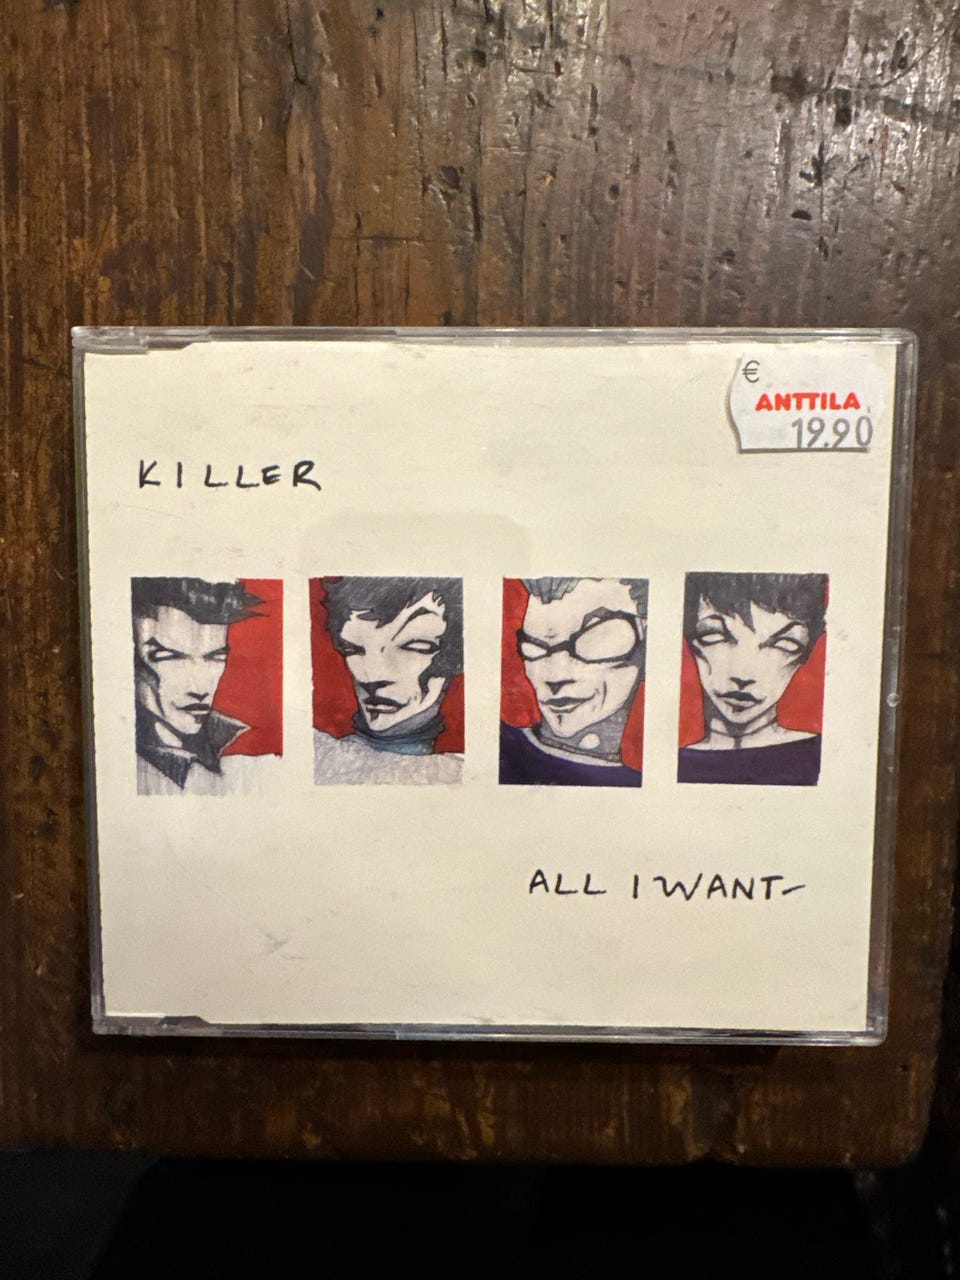 €
ANTTILA
19.90
KILLER
ALL I WANT